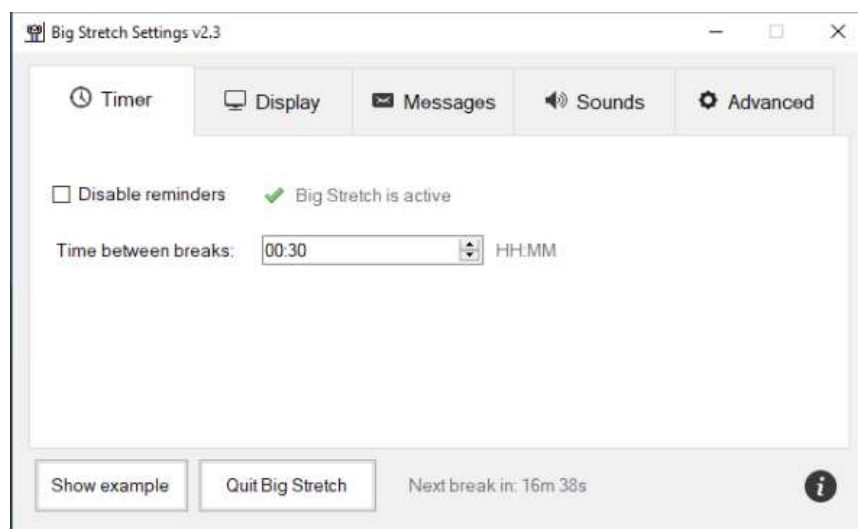 Big Stretch Settings v2.3
Timer Display Messages Sounds Advanced
Disable reminders Big Stretch is active
Time between breaks: 00:30 HH:MM
Show example Quit Big Stretch Next break in: 16m 38s i